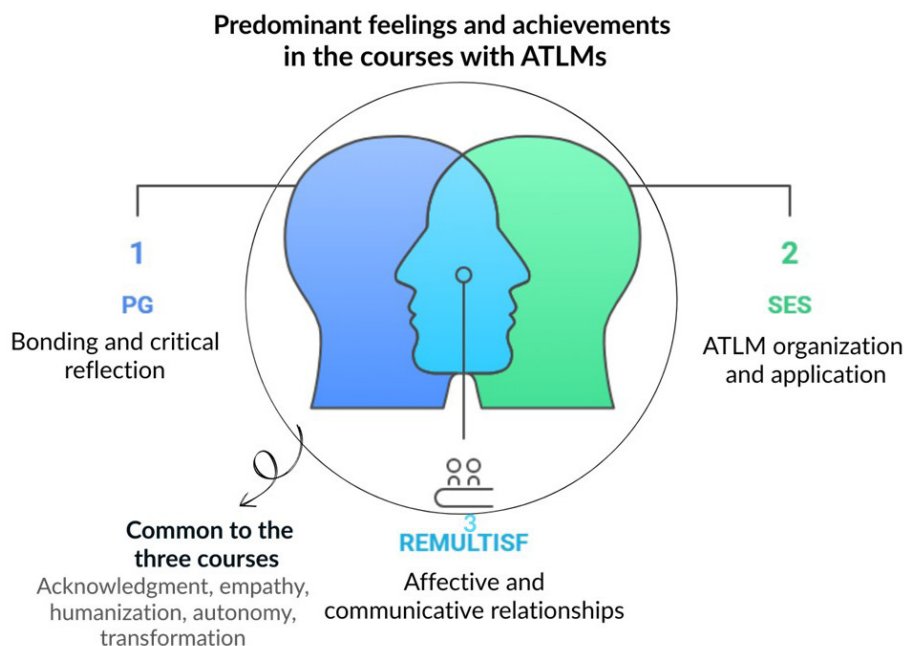 Predominant feelings and achievements
in the courses with ATLMs
1
PG
Bonding and critical
reflection
2
SES
ATLM organization
and application
3
REMULTISF
Affective and
communicative relationships
Common to the
three courses
Acknowledgment, empathy,
humanization, autonomy,
transformation